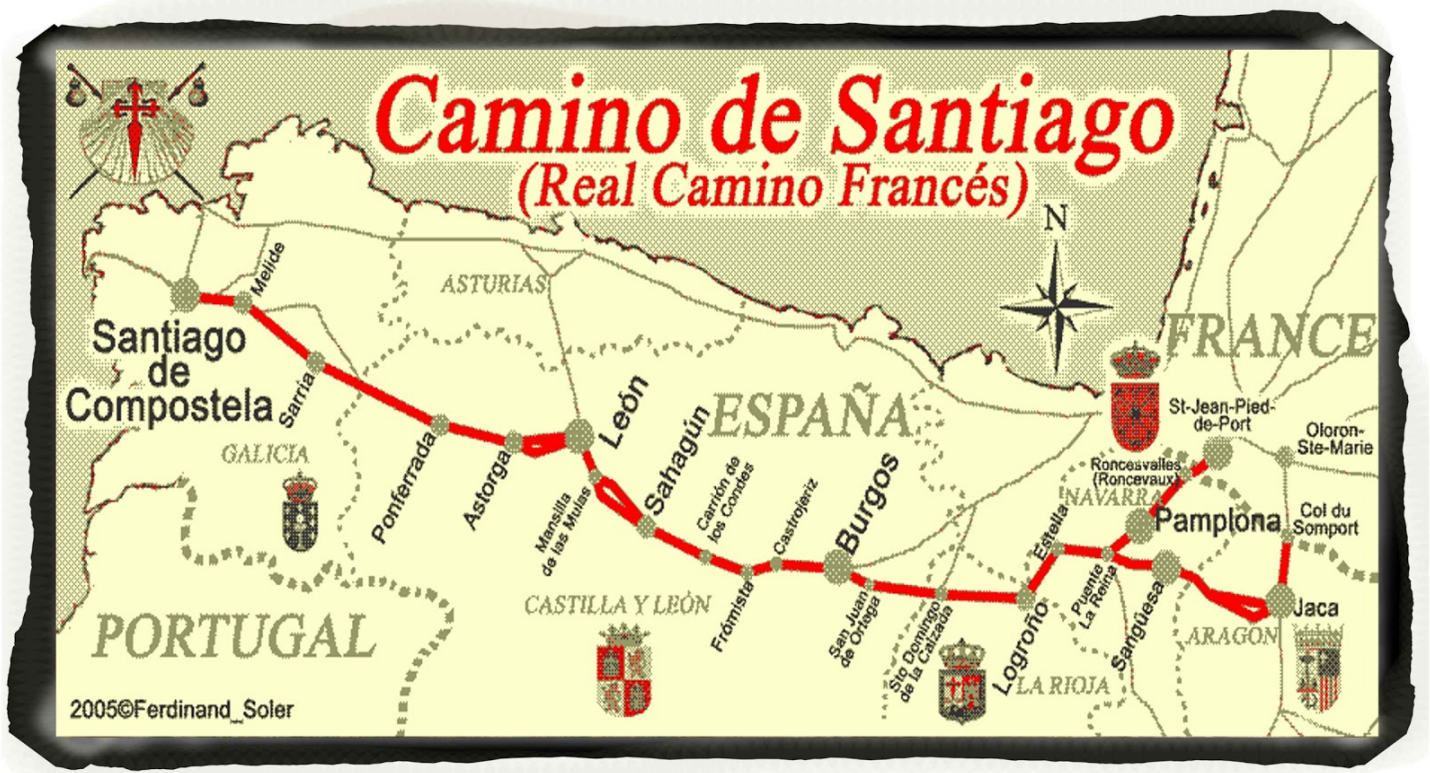 Camino de Santiago
(Real Camino Francés)
N
Melide
ASTURIAS
FRANCE
Santiago
de
Compostela
Sarria
GALICIA
León
ESPAÑA
St-Jean-Pied-
de-Port
Oloron-
Ste-Marie
Ponferrada
Astorga
Mansilla
de las Mulas
Sahagún
Carrión de
los Condes
Castrojeriz
Burgos
Roncesvalles
(Roncevaux)
NAVARRA
Estella
Pamplona
Col du
Somport
Puente
La Reina
CASTILLA Y LEÓN
Frómista
San Juan
de Ortega
Sto Domingo
de la Calzada
Logroño
Sangüesa
Jaca
ARAGON
PORTUGAL
LA RIOJA
2005©Ferdinand_Soler